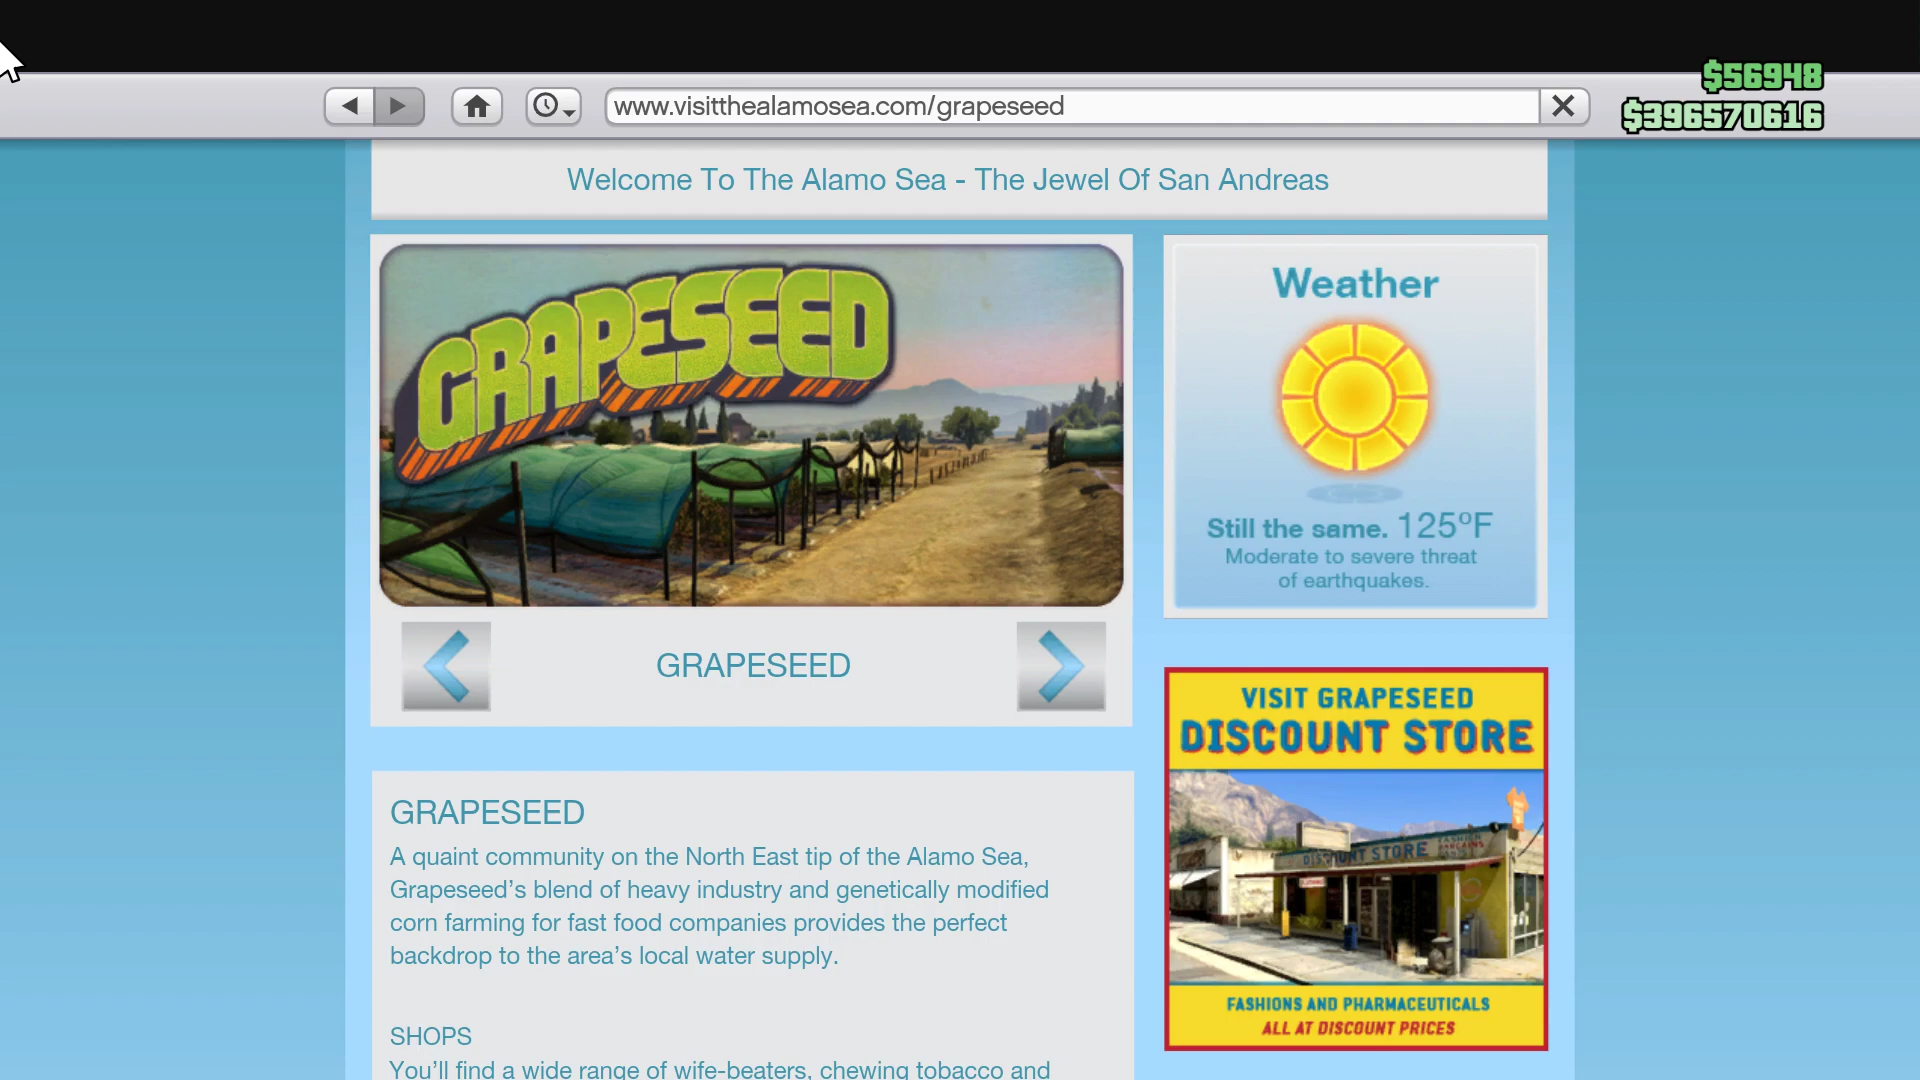 $56948
www.visitthealamosea.com/grapeseed
$396570616
Welcome To The Alamo Sea - The Jewel Of San Andreas
GRAPESEED
GRAPESEED
GRAPESEED
A quaint community on the North East tip of the Alamo Sea,
Grapeseed’s blend of heavy industry and genetically modified
corn farming for fast food companies provides the perfect
backdrop to the area’s local water supply.
SHOPS
You’ll find a wide range of wife-beaters, chewing tobacco and
Weather
Still the same. 125ºF
Moderate to severe threat
of earthquakes.
VISIT GRAPESEED
DISCOUNT STORE
DISCOUNT STORE
FASHIONS AND PHARMACEUTICALS
ALL AT DISCOUNT PRICES